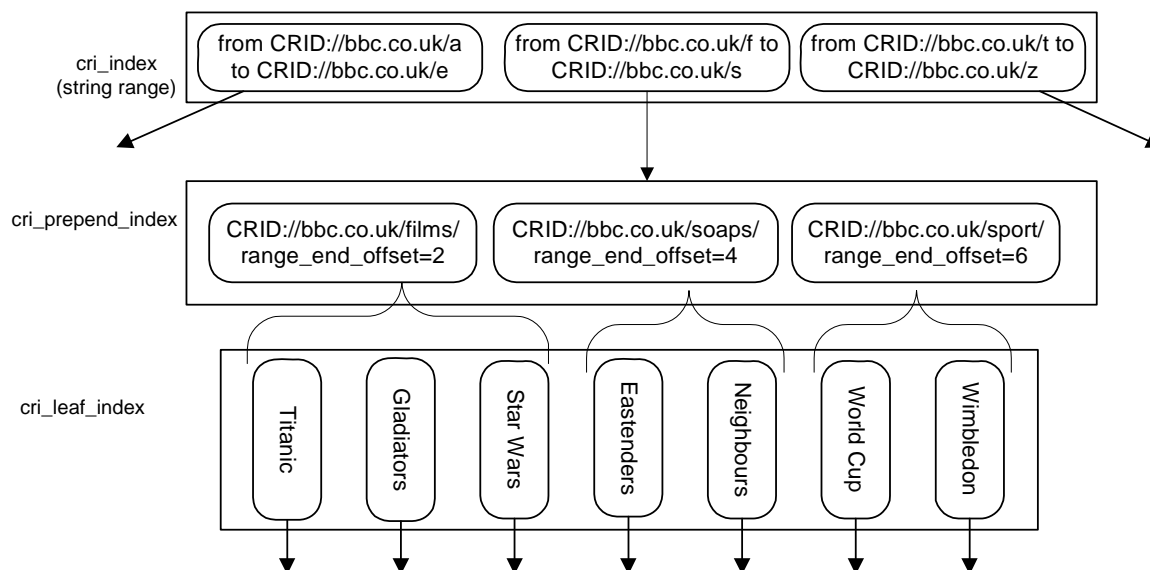 cri_index
(string range)
from CRID://bbc.co.uk/a
to CRID://bbc.co.uk/e
from CRID://bbc.co.uk/f to
CRID://bbc.co.uk/s
from CRID://bbc.co.uk/t to
CRID://bbc.co.uk/z
cri_prepend_index
CRID://bbc.co.uk/films/
range_end_offset=2
CRID://bbc.co.uk/soaps/
range_end_offset=4
CRID://bbc.co.uk/sport/
range_end_offset=6
cri_leaf_index
Titanic
Gladiators
Star Wars
Eastenders
Neighbours
World Cup
Wimbledon